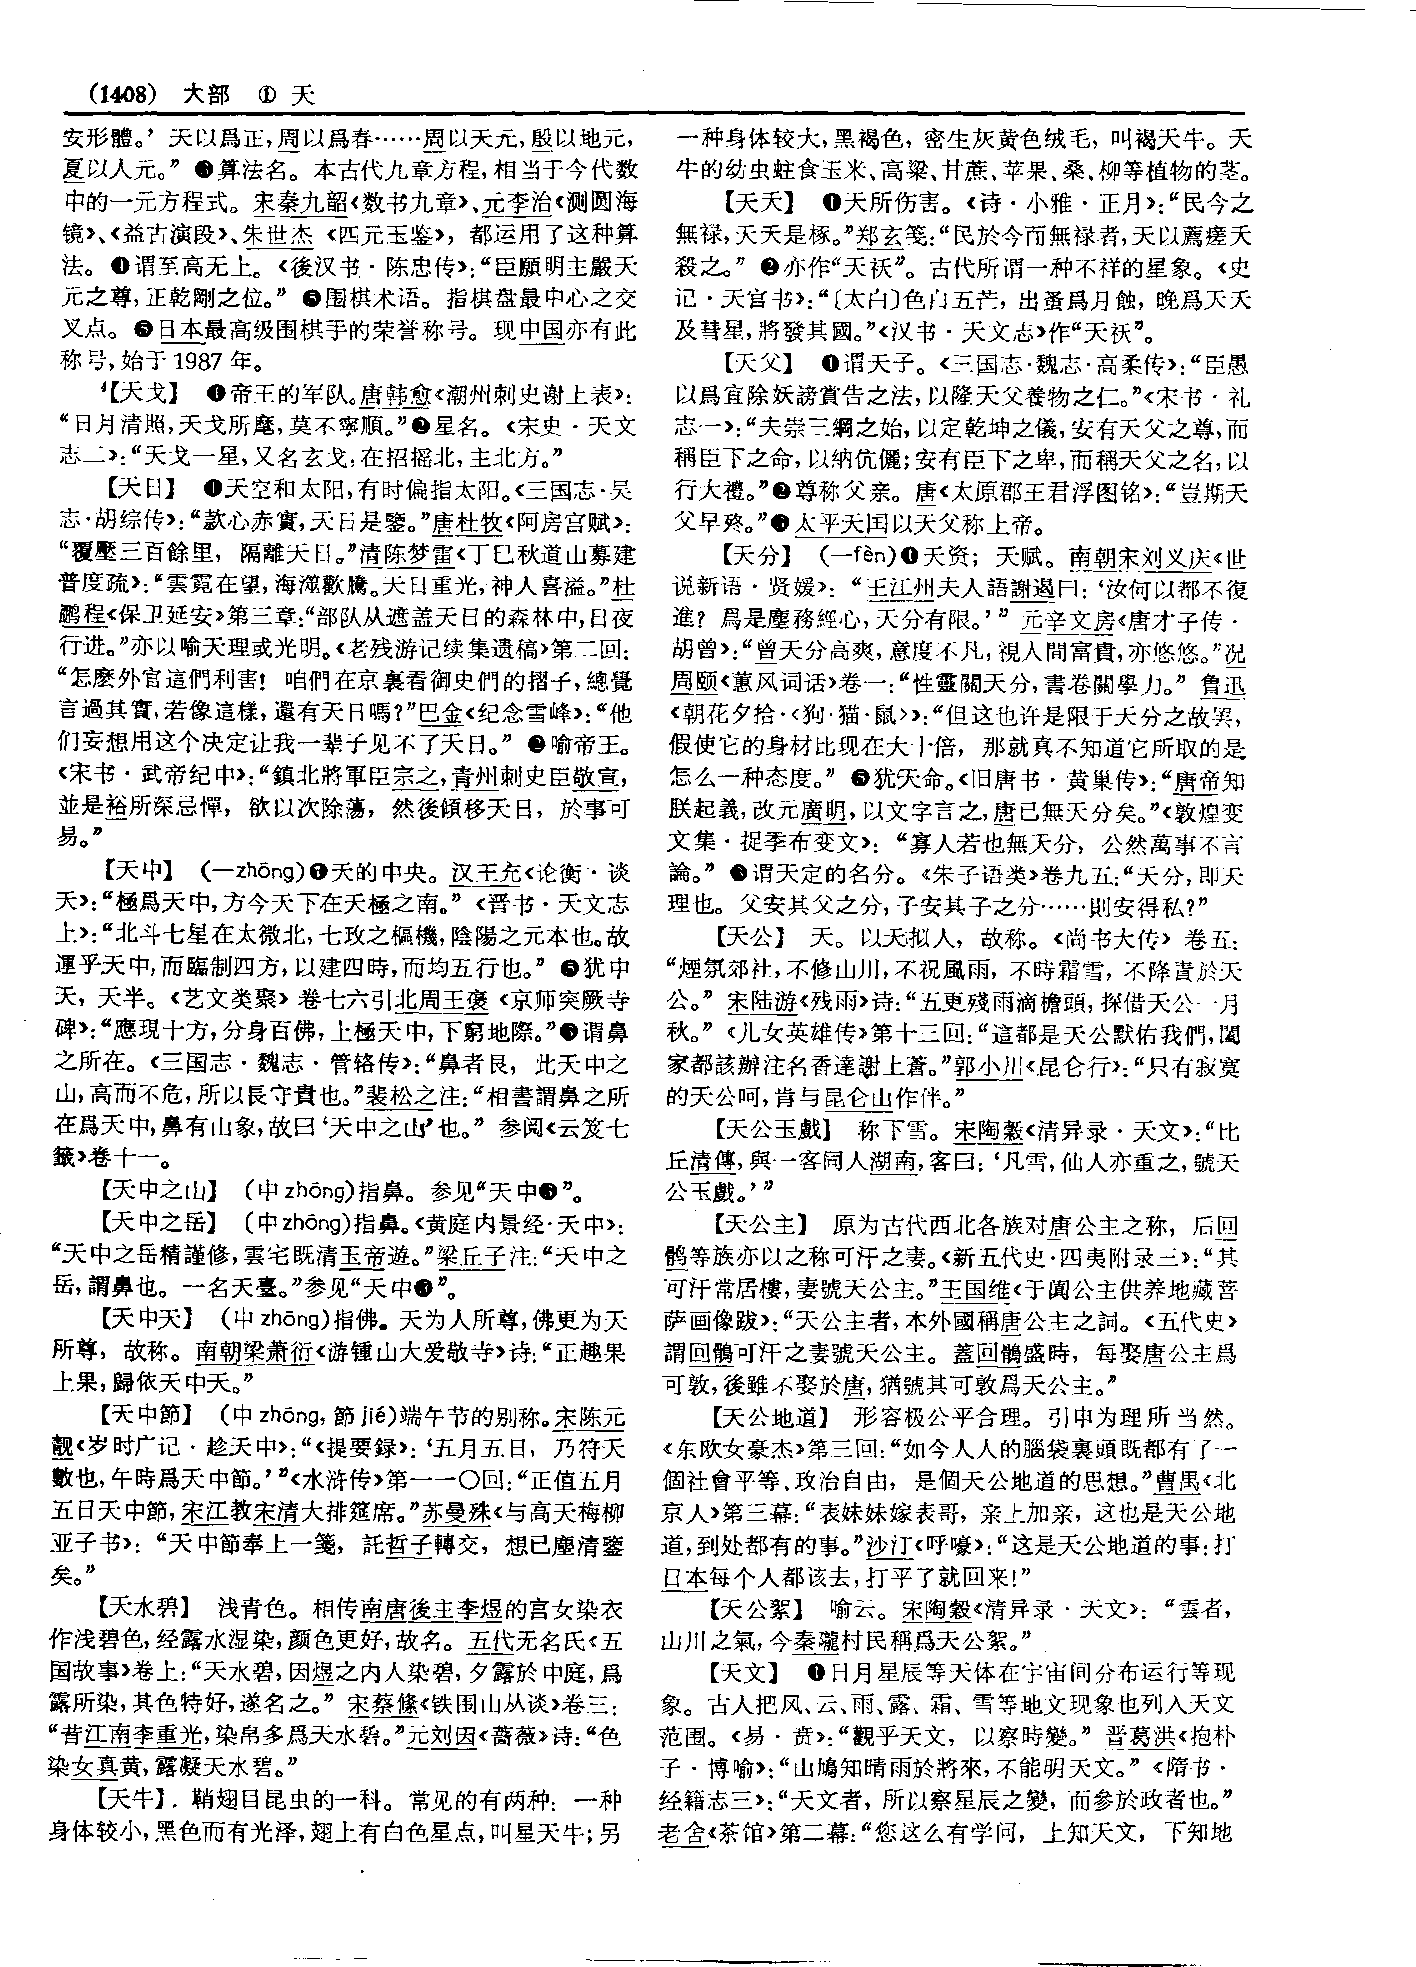 (1408) 大部 ① 天
安形體。’天以爲正,周以爲春……周以天元,殷以地元,
夏以人元。” ❸算法名。本古代九章方程,相当于今代数
中的一元方程式。宋秦九韶《数书九章》、元李治《测圆海
镜》、《益古演段》、朱世杰《四元玉鉴》,都运用了这种算
法。❹谓至高无上。《後汉书·陈忠传》:“臣願明主嚴天
元之尊,正乾剛之位。” ❺围棋术语。指棋盘最中心之交
叉点。❻日本最高级围棋手的荣誉称号。现中国亦有此
称号,始于1987年。
【天戈】 ❶帝王的军队。唐韩愈《潮州刺史谢上表》:
“日月清照,天戈所麾,莫不寧順。”❷星名。《宋史·天文
志二》:“天戈一星,又名玄戈,在招摇北,主北方。”
【天日】 ❶天空和太阳,有时偏指太阳。《三国志·吴
志·胡综传》:“款心赤實,天日是鑒。”唐杜牧《阿房宫赋》:
“覆壓三百餘里,隔離天日。”清陈梦雷《丁巳秋道山募建
普度疏》:“雲霓在望,海澨歡騰。天日重光,神人喜溢。”杜
鹏程《保卫延安》第三章:“部队从遮盖天日的森林中,日夜
行进。”亦以喻天理或光明。《老残游记续集遗稿》第二回:
“怎麽外官這們利害！咱們在京裏看御史們的摺子,總覺
言過其實,若像這樣,還有天日嗎?”巴金《纪念雪峰》:“他
们妄想用这个决定让我一辈子见不了天日。” ❷喻帝王。
《宋书·武帝纪中》:“鎮北將軍臣宗之,青州刺史臣敬宣,
並是裕所深忌憚,欲以次除蕩,然後傾移天日,於事可
易。”
【天中】 (—zhōng)❶天的中央。汉王充《论衡·谈
天》:“極爲天中,方今天下在天極之南。”《晋书·天文志
上》:“北斗七星在太微北,七政之樞機,陰陽之元本也。故
運乎天中,而臨制四方,以建四時,而均五行也。” ❷犹中
天,天半。《艺文类聚》卷七六引北周王褒《京师突厥寺
碑》:“應現十方,分身百佛,上極天中,下窮地際。”❸谓鼻
之所在。《三国志·魏志·管辂传》:“鼻者艮,此天中之
山,高而不危,所以長守貴也。”裴松之注:“相書謂鼻之所
在爲天中,鼻有山象,故曰‘天中之山’也。” 参阅《云笈七
籤》卷十一。
【天中之山】 (中zhōng)指鼻。参见“天中❸”。
【天中之岳】 (中zhōng)指鼻。《黄庭内景经·天中》:
“天中之岳精謹修,雲宅既清玉帝遊。”梁丘子注:“天中之
岳,謂鼻也。一名天臺。”参见“天中❸”。
【天中天】 (中zhōng)指佛。天为人所尊,佛更为天
所尊,故称。南朝梁萧衍《游锺山大爱敬寺》诗:“正趣果
上果,歸依天中天。”
【天中節】 (中zhōng,節jié)端午节的别称。宋陈元
靓《岁时广记·趁天中》:“《提要録》:‘五月五日,乃符天
數也,午時爲天中節。’”《水浒传》第一一〇回:“正值五月
五日天中節,宋江教宋清大排筵席。”苏曼殊《与高天梅柳
亚子书》:“天中節奉上一箋,託哲子轉交,想已塵清鑒
矣。”
【天水碧】 浅青色。相传南唐後主李煜的宫女染衣
作浅碧色,经露水湿染,颜色更好,故名。五代无名氏《五
国故事》卷上:“天水碧,因煜之内人染碧,夕露於中庭,爲
露所染,其色特好,遂名之。” 宋蔡絛《铁围山丛谈》卷三:
“昔江南李重光,染帛多爲天水碧。”元刘因《蔷薇》诗:“色
染女真黄,露凝天水碧。”
【天牛】 鞘翅目昆虫的一科。常见的有两种:一种
身体较小,黑色而有光泽,翅上有白色星点,叫星天牛;另
一种身体较大,黑褐色,密生灰黄色绒毛,叫褐天牛。天
牛的幼虫蛀食玉米、高粱、甘蔗、苹果、桑、柳等植物的茎。
【天夭】 ❶天所伤害。《诗·小雅·正月》:“民今之
無禄,天夭是椓。”郑玄笺:“民於今而無禄者,天以薦瘥夭
殺之。” ❷亦作“天祆”。古代所谓一种不祥的星象。《史
记·天官书》:“〔太白〕色白五芒,出蚤爲月蝕,晚爲天夭
及彗星,將發其國。”《汉书·天文志》作“天祆”。
【天父】 ❶谓天子。《三国志·魏志·高柔传》:“臣愚
以爲宜除妖謗賞告之法,以隆天父養物之仁。”《宋书·礼
志一》:“夫崇三綱之始,以定乾坤之儀,安有天父之尊,而
稱臣下之命,以納伉儷;安有臣下之卑,而稱天父之名,以
行大禮。”❷尊称父亲。唐《太原郡王君浮图铭》:“豈斯天
父早殁。”❸太平天国以天父称上帝。
【天分】 (—fèn)❶天资;天赋。南朝宋刘义庆《世
说新语·贤媛》:“王江州夫人語謝遏曰:‘汝何以都不復
進?爲是塵務經心,天分有限。’” 元辛文房《唐才子传·
胡曾》:“曾天分高爽,意度不凡,視人間富貴,亦悠悠。”况
周颐《蕙风词话》卷一:“性靈關天分,書卷關學力。” 鲁迅
《朝花夕拾·〈狗·猫·鼠〉》:“但这也许是限于天分之故罢,
假使它的身材比现在大十倍,那就真不知道它所取的是
怎么一种态度。” ❷犹天命。《旧唐书·黄巢传》:“唐帝知
朕起義,改元廣明,以文字言之,唐已無天分矣。”《敦煌变
文集·捉季布变文》:“寡人若也無天分,公然萬事不言
論。” ❸谓天定的名分。《朱子语类》卷九五:“天分,即天
理也。父安其父之分,子安其子之分……則安得私?”
【天公】 天。以天拟人,故称。《尚书大传》卷五:
“煙氛郊社,不修山川,不祝風雨,不時霜雪,不降責於天
公。” 宋陆游《残雨》诗:“五更殘雨滴檐頭,探借天公一月
秋。”《儿女英雄传》第十三回:“這都是天公默佑我們,闔
家都該辦注名香達謝上蒼。”郭小川《昆仑行》:“只有寂寞
的天公呵,肯与昆仑山作伴。”
【天公玉戲】 称下雪。宋陶穀《清异录·天文》:“比
丘清傳,與一客同入湖南,客曰:‘凡雪,仙人亦重之,號天
公玉戲。’”
【天公主】 原为古代西北各族对唐公主之称,后回
鹘等族亦以之称可汗之妻。《新五代史·四夷附录三》:“其
可汗常居樓,妻號天公主。”王国维《于阗公主供养地藏菩
萨画像跋》:“天公主者,本外國稱唐公主之詞。《五代史》
謂回鶻可汗之妻號天公主。蓋回鶻盛時,每娶唐公主爲
可敦,後雖不娶於唐,猶號其可敦爲天公主。”
【天公地道】 形容极公平合理。引申为理所当然。
《东欧女豪杰》第三回:“如今人人的腦袋裏頭既都有了一
個社會平等、政治自由,是個天公地道的思想。”曹禺《北
京人》第三幕:“表妹妹嫁表哥,亲上加亲,这也是天公地
道,到处都有的事。”沙汀《呼嚎》:“这是天公地道的事:打
日本每个人都该去,打平了就回来!”
【天公絮】 喻云。宋陶穀《清异录·天文》:“雲者,
山川之氣,今秦隴村民稱爲天公絮。”
【天文】 ❶日月星辰等天体在宇宙间分布运行等现
象。古人把风、云、雨、露、霜、雪等地文现象也列入天文
范围。《易·贲》:“觀乎天文,以察時變。” 晋葛洪《抱朴
子·博喻》:“山鳩知晴雨於將來,不能明天文。”《隋书·
经籍志三》:“天文者,所以察星辰之變,而參於政者也。”
老舍《茶馆》第二幕:“您这么有学问,上知天文,下知地